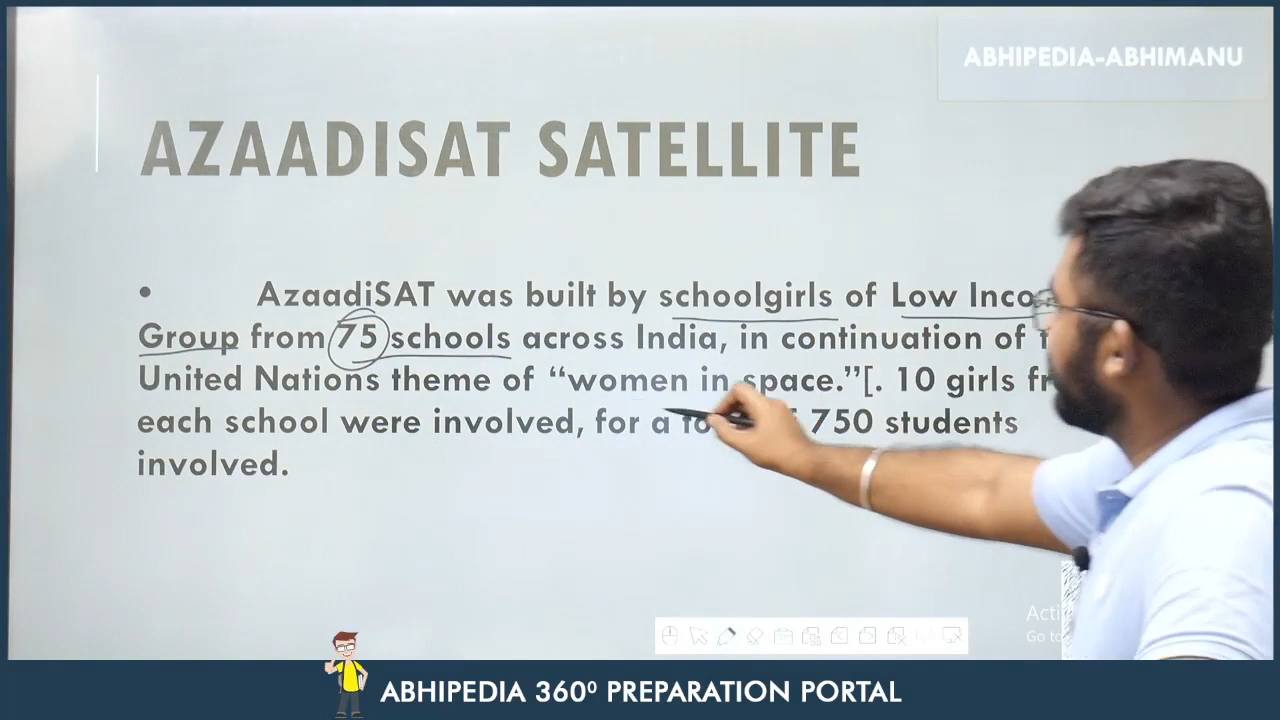 ABHIPEDIA-ABHIMANU
AZAADISAT SATELLITE
• AzaadiSAT was built by schoolgirls of Low
Group from 75 schools across India, in continuation of
United Nations theme of “women in space.”[. 10 girls
each school were involved, for a 750 students
involved.
Go to
ABHIPEDIA 360⁰ PREPARATION PORTAL